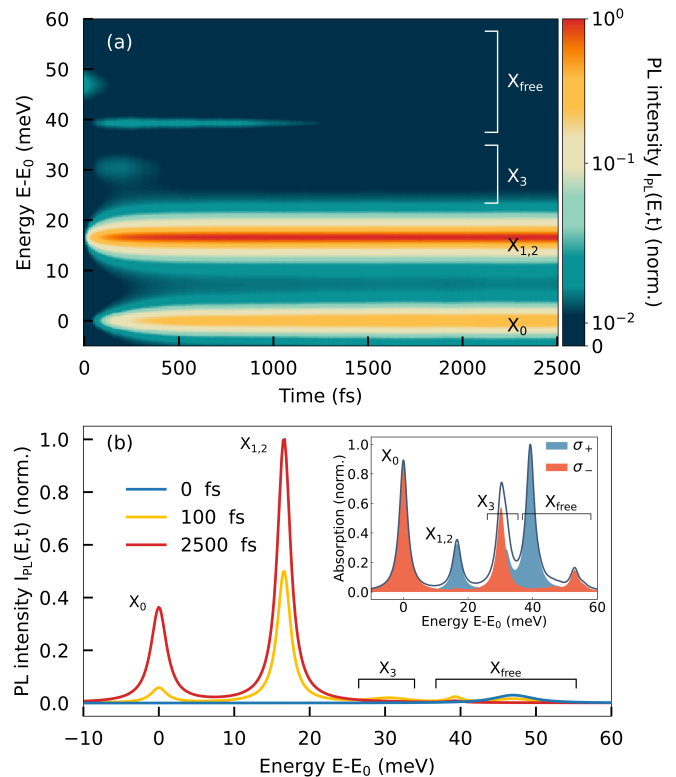 (a)
60
50
40
30
20
10
0
Energy E-E₀ (meV)
X_free
X₃
X₁,₂
X₀
0
500
1000
1500
2000
2500
Time (fs)
10⁰
10⁻¹
10⁻²
0
PL intensity I_PL(E,t) (norm.)
(b)
1.0
0.8
0.6
0.4
0.2
0.0
PL intensity I_PL(E,t) (norm.)
0 fs
100 fs
2500 fs
X₀
X₁,₂
X₃
X_free
−10
0
10
20
30
40
50
60
Energy E-E₀ (meV)
1.0
0.8
0.6
0.4
0.2
0.0
Absorption (norm.)
X₀
X₁,₂
X₃
X_free
σ₊
σ₋
0
20
40
60
Energy E-E₀ (meV)